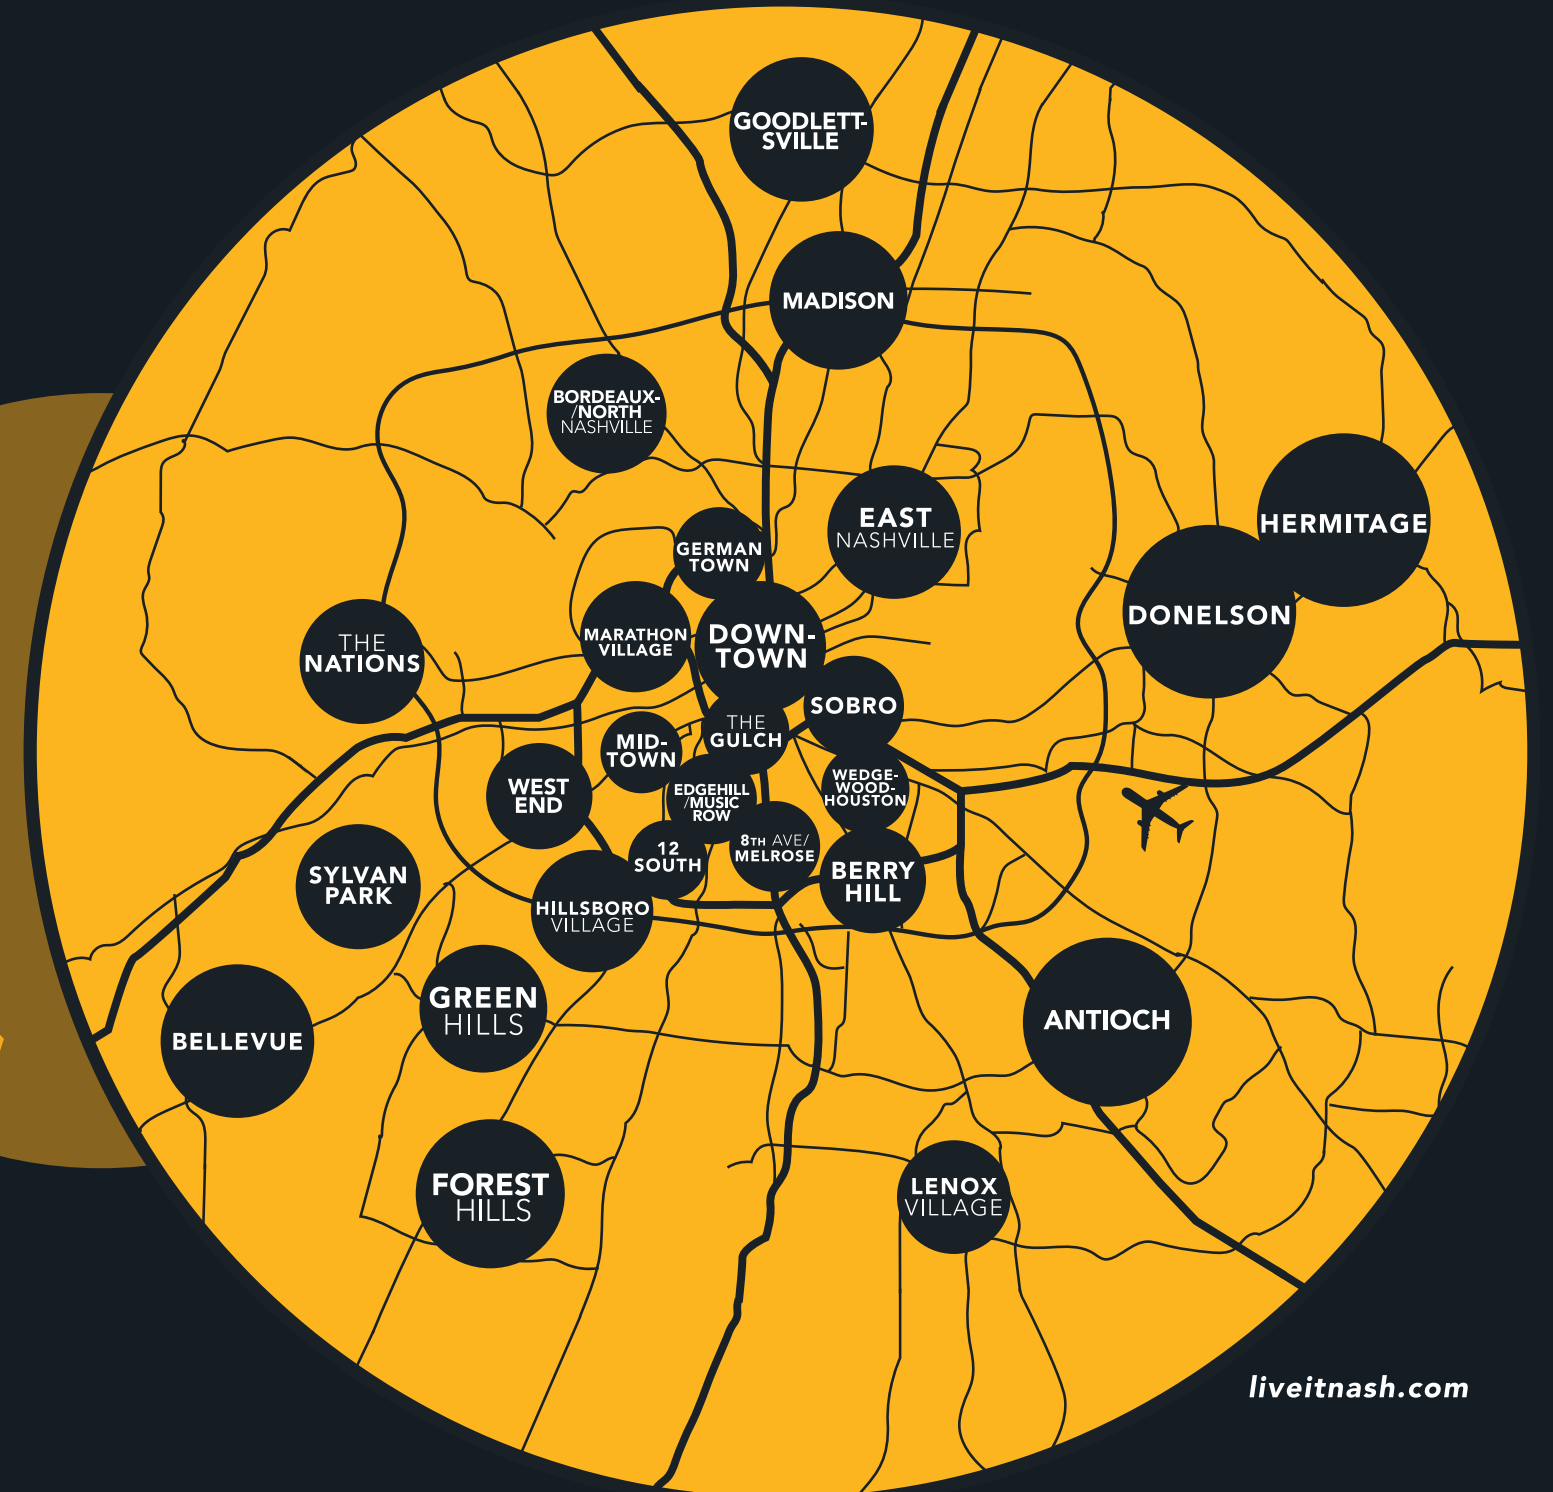 GOODLETT-
SVILLE
MADISON
BORDEAUX-
/NORTH
NASHVILLE
EAST
NASHVILLE
HERMITAGE
GERMAN
TOWN
DONELSON
MARATHON
VILLAGE
DOWN-
TOWN
THE
NATIONS
SOBRO
THE
GULCH
MID-
TOWN
WEST
END
EDGEHILL
/MUSIC
ROW
WEDGE-
WOOD-
HOUSTON
12
SOUTH
8TH AVE/
MELROSE
BERRY
HILL
SYLVAN
PARK
HILLSBORO
VILLAGE
GREEN
HILLS
ANTIOCH
BELLEVUE
FOREST
HILLS
LENOX
VILLAGE
liveitnash.com